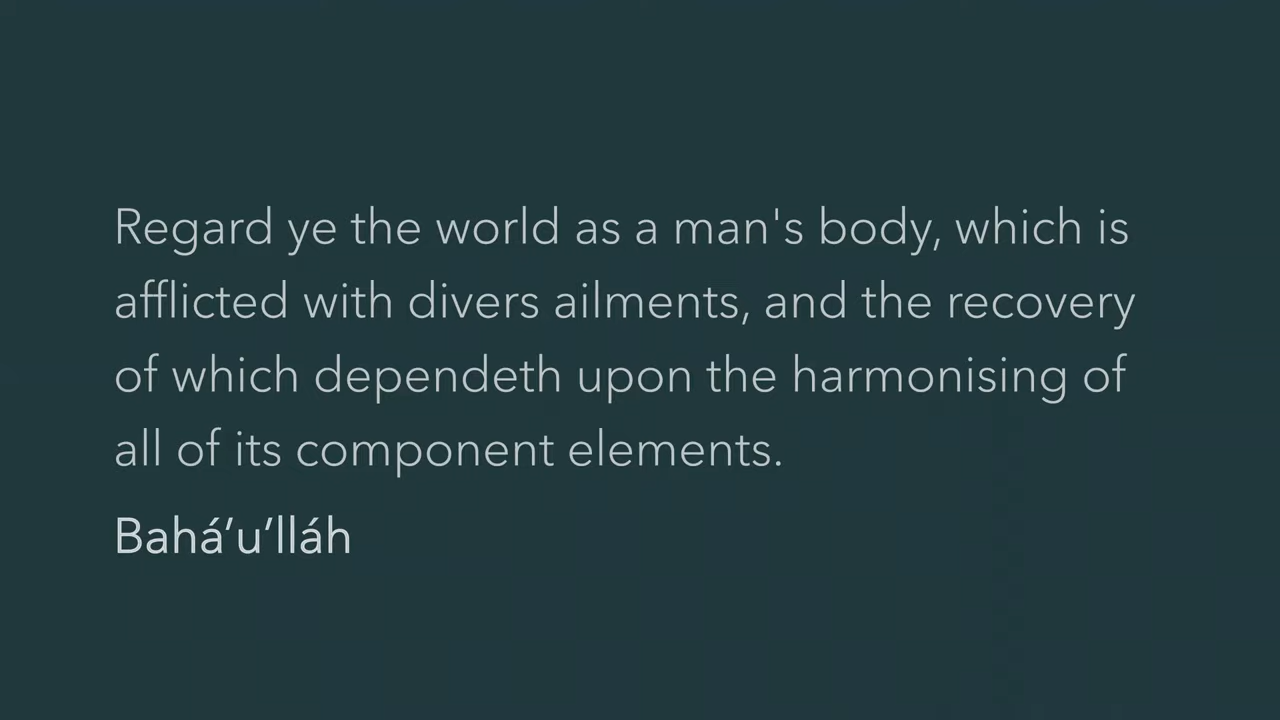 Regard ye the world as a man's body, which is
afflicted with divers ailments, and the recovery
of which dependeth upon the harmonising of
all of its component elements.
Bahá’u’lláh